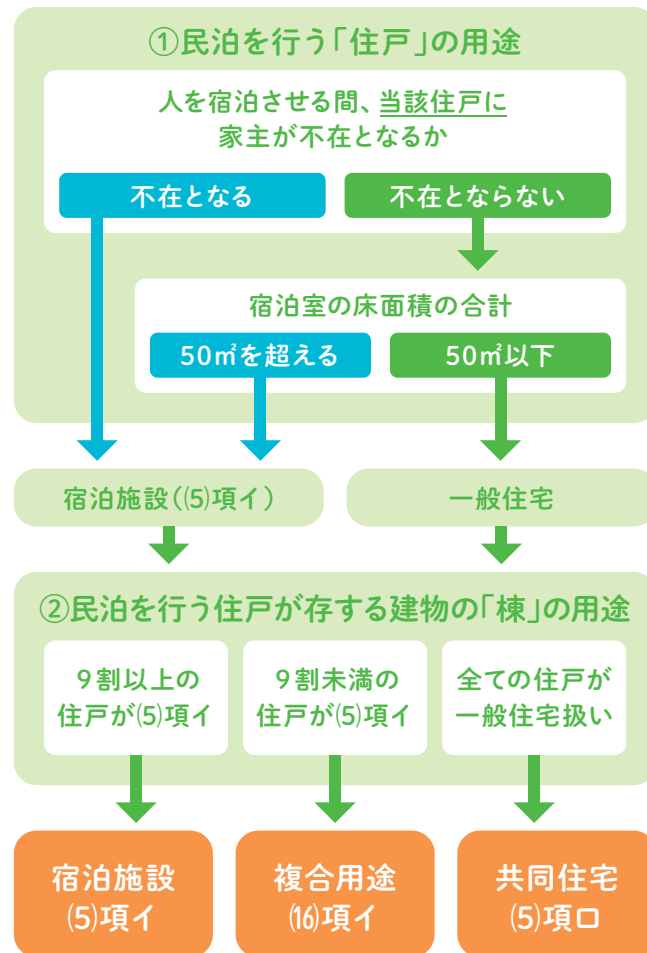 ①民泊を行う「住戸」の用途
人を宿泊させる間、当該住戸に
家主が不在となるか
不在となる
不在とならない
宿泊室の床面積の合計
50㎡を超える
50㎡以下
宿泊施設(⑸項イ)
一般住宅
②民泊を行う住戸が存する建物の「棟」の用途
9割以上の
住戸が⑸項イ
9割未満の
住戸が⑸項イ
全ての住戸が
一般住宅扱い
宿泊施設
⑸項イ
複合用途
⒃項イ
共同住宅
⑸項ロ